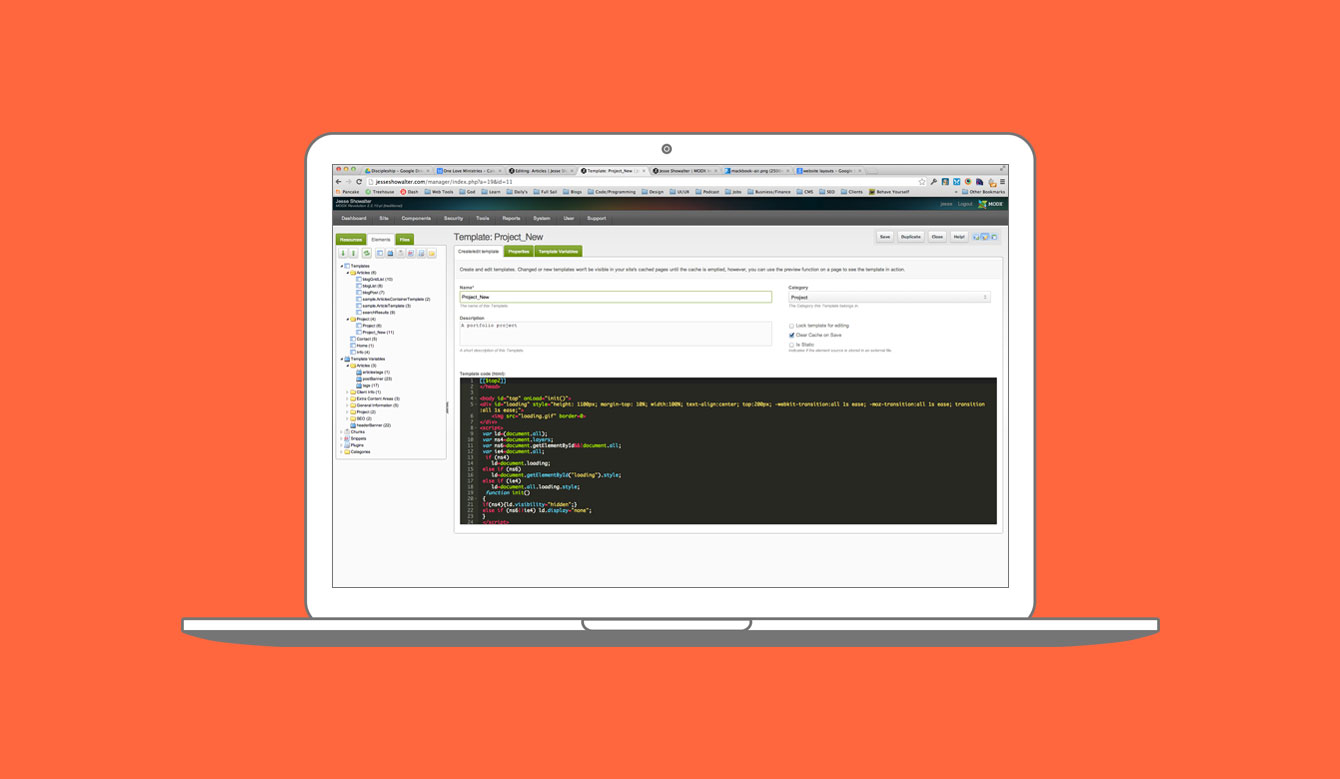 Discipleship - Google Dr
One Love Ministries - Cal
Editing: Articles | Jesse Sh
Template: Project_New |
Jesse Showalter | MODX
macbook-air.png (2500
website layouts - Google
jesseshowalter.com/manager/index.php?a=19&id=11
Pancake Treehouse Dash Web Tools God Learn Daily's Full Sail Blogs Code/Programming Design UI/UX Podcast Jobs Business/Finance CMS SEO Clients Behave Yourself Other Bookmarks
Jesse Showalter
jesse Logout MODX
Dashboard Site Components Security Tools Reports System User Support
Resources Elements Files
Template: Project_New
Save Duplicate Close Help!
Create/edit template Properties Template Variables
Create and edit templates. Changed or new templates won't be visible in your site's cached pages until the cache is emptied; however, you can use the preview function on a page to see the template in action.
Templates
Articles (6)
blogGridList (10)
blogList (8)
blogPost (7)
sample.ArticlesContainerTemplate (2)
sample.ArticleTemplate (3)
searchResults (9)
Project (4)
Project (6)
Project_New (11)
Contact (5)
Home (1)
Info (4)
Template Variables
Articles (3)
articletags (1)
postBanner (23)
tags (17)
Client Info (1)
Extra Content Areas (3)
General Information (5)
Project (2)
SEO (2)
headerBanner (22)
Chunks
Snippets
Plugins
Categories
Name*
Project_New
The name of this Template.
Category
Project
The Category this Template belongs in.
Description
A portfolio porject
A short description of this Template.
Lock template for editing
Clear Cache on Save
Is Static
Indicates if the element source is stored in an external file.
Template code (html):
1 [[$top2]]
2 </head>
3
4 <body id="top" onLoad="init()">
5 <div id="loading" style="height: 1100px; margin-top: 10%; width:100%; text-align:center; top:200px; -webkit-transition:all 1s ease; -moz-transition:all 1s ease; transition
:all 1s ease;">
6 <img src="loading.gif" border=0>
7 </div>
8 <script>
9 var ld=(document.all);
10 var ns4=document.layers;
11 var ns6=document.getElementById&&!document.all;
12 var ie4=document.all;
13 if (ns4)
14 ld=document.loading;
15 else if (ns6)
16 ld=document.getElementById("loading").style;
17 else if (ie4)
18 ld=document.all.loading.style;
19 function init()
20 {
21 if(ns4){ld.visibility="hidden";}
22 else if (ns6||ie4) ld.display="none";
23 }
24 </script>